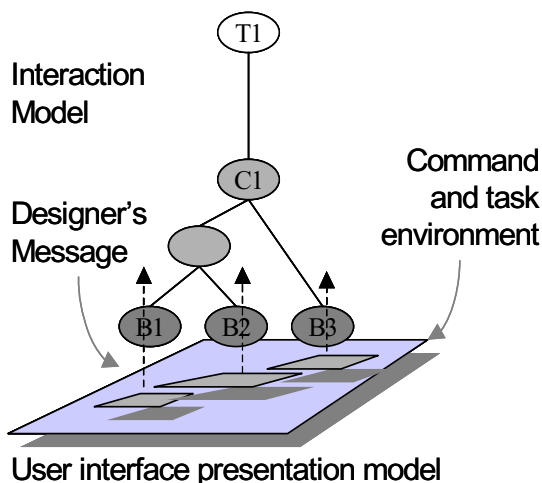 T1
Interaction
Model
C1
Command
and task
environment
Designer's
Message
B1
B2
B3
User interface presentation model